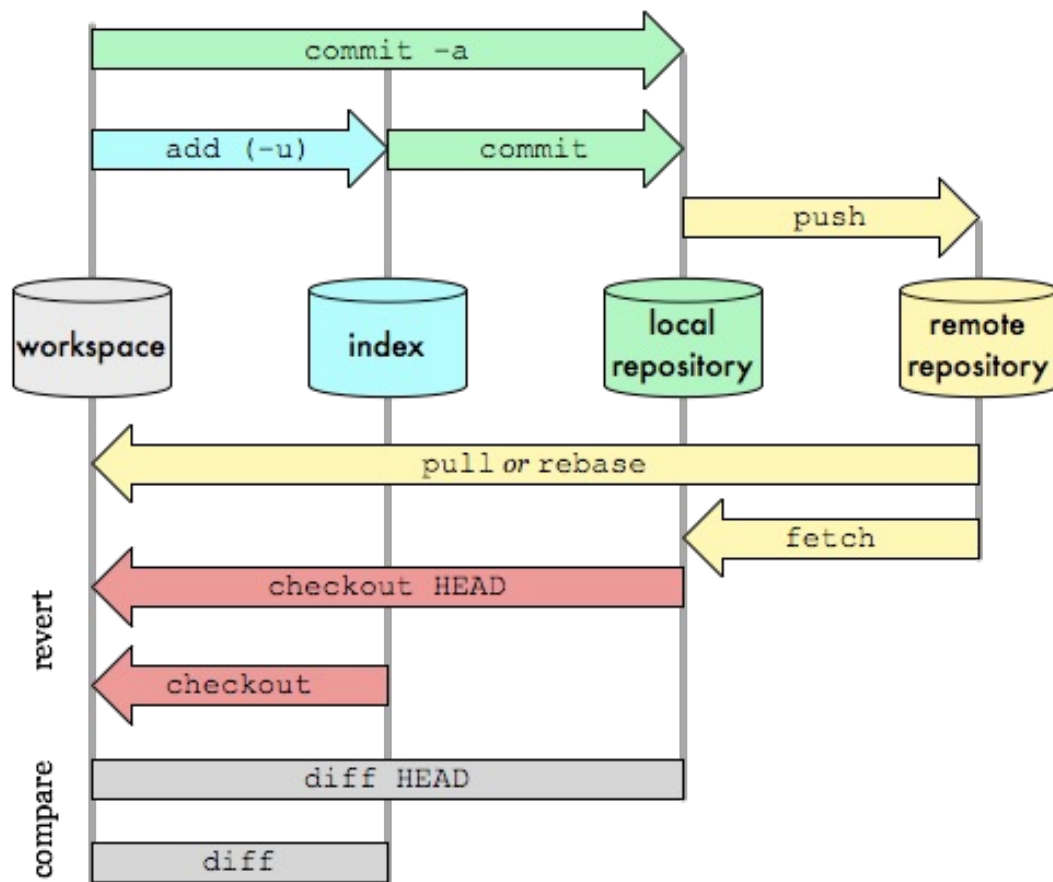 commit -a
add (-u)
commit
push
workspace
index
local
repository
remote
repository
pull or rebase
fetch
revert
checkout HEAD
checkout
compare
diff HEAD
diff